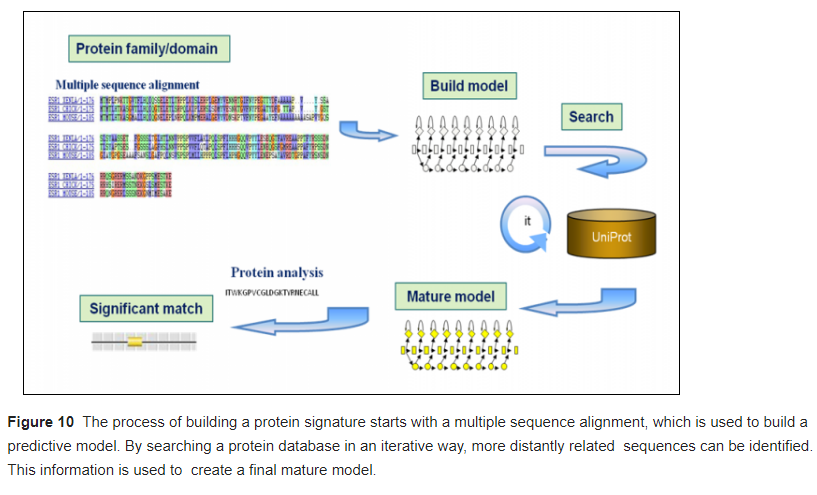 Protein family/domain
Multiple sequence alignment
Build model
Search
it
UniProt
Protein analysis
ITWKGPVCGLDGKTYRNECALL
Mature model
Significant match
Figure 10 The process of building a protein signature starts with a multiple sequence alignment, which is used to build a
predictive model. By searching a protein database in an iterative way, more distantly related sequences can be identified.
This information is used to create a final mature model.